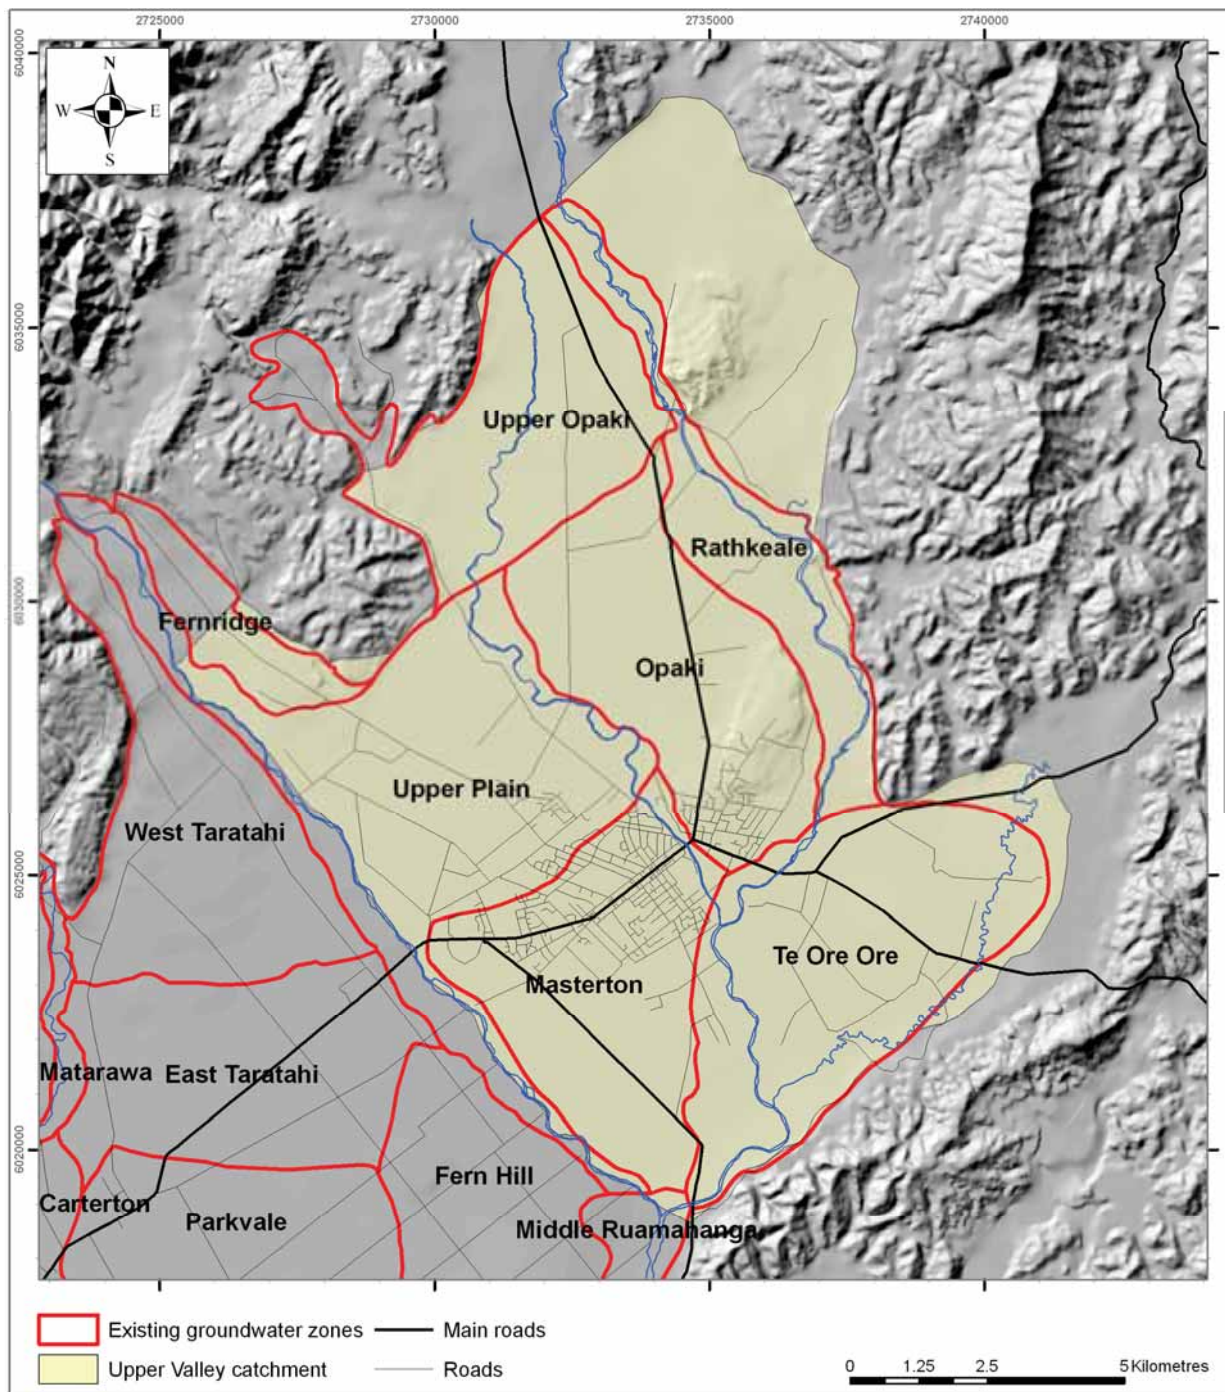 2725000 2730000 2735000 2740000
6040000
N
W E
S
6035000
Upper Opaki
Rathkeale
6030000
Fernridge
Opaki
Upper Plain
West Taratahi
6025000
Te Ore Ore
Masterton
Matarawa East Taratahi
6020000
Fern Hill
Carterton
Parkvale
Middle Ruamahanga
Existing groundwater zones Main roads
Upper Valley catchment Roads
0 1.25 2.5 5 Kilometres